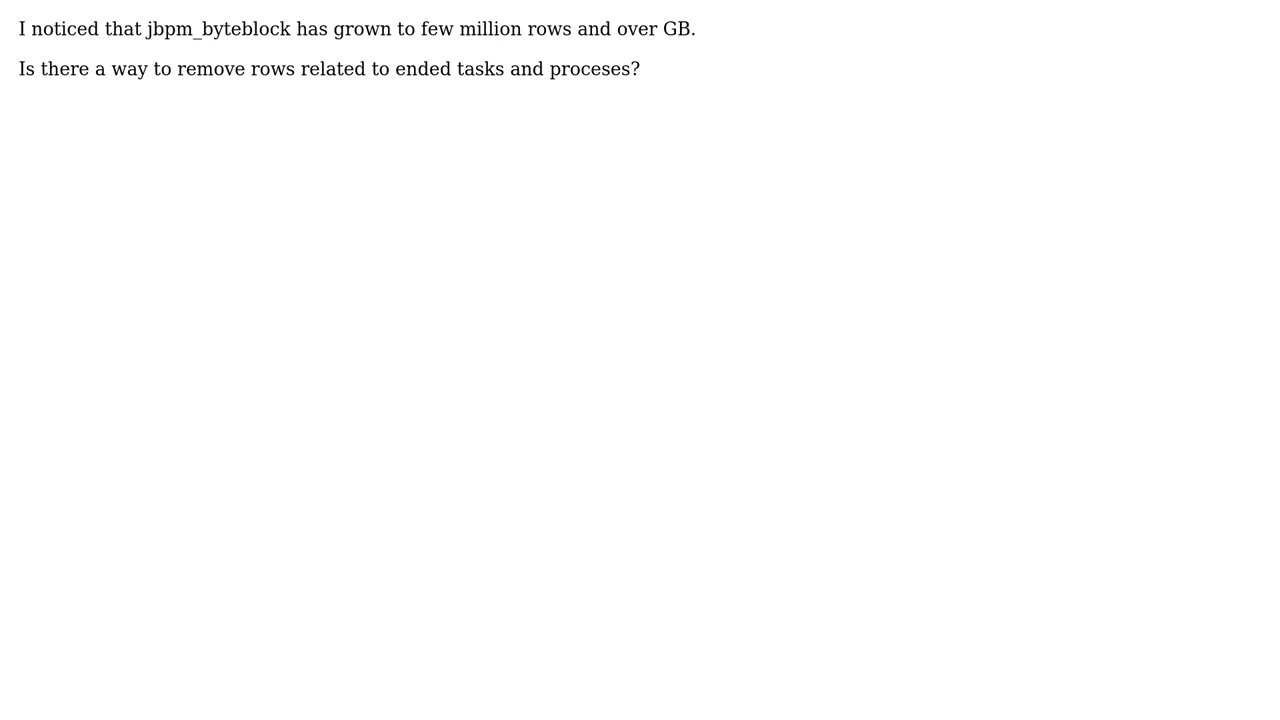 I noticed that jbpm_byteblock has grown to few million rows and over GB.
Is there a way to remove rows related to ended tasks and proceses?